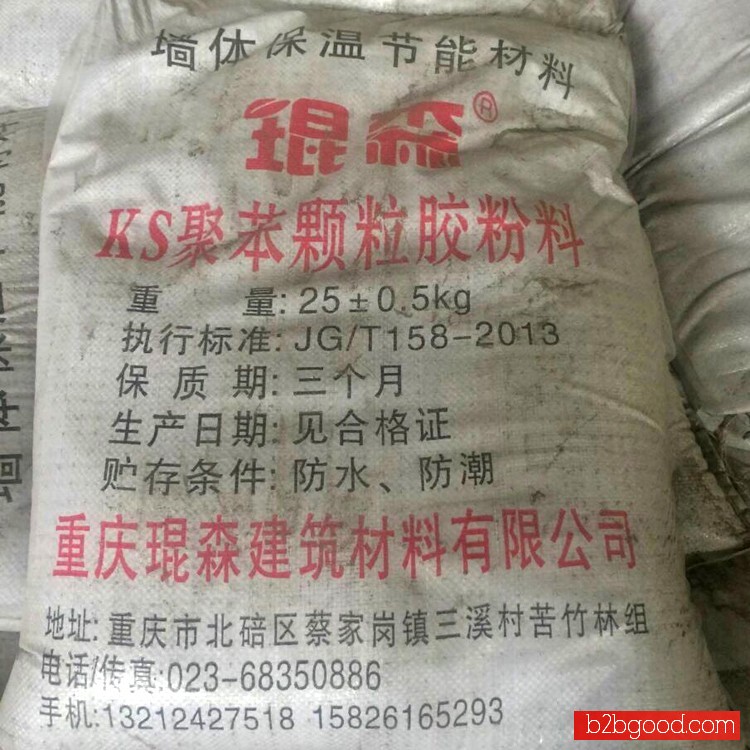 墙体保温节能材料
琨森®
KS聚苯颗粒胶粉料
重 量: 25±0.5kg
执行标准: JG/T158-2013
保 质 期: 三个月
生产日期: 见合格证
贮存条件: 防水、防潮
重庆琨森建筑材料有限公司
地址: 重庆市北碚区蔡家岗镇三溪村苦竹林组
电话/传真:023-68350886
手机:13212427518 15826165293
b2bgood.com